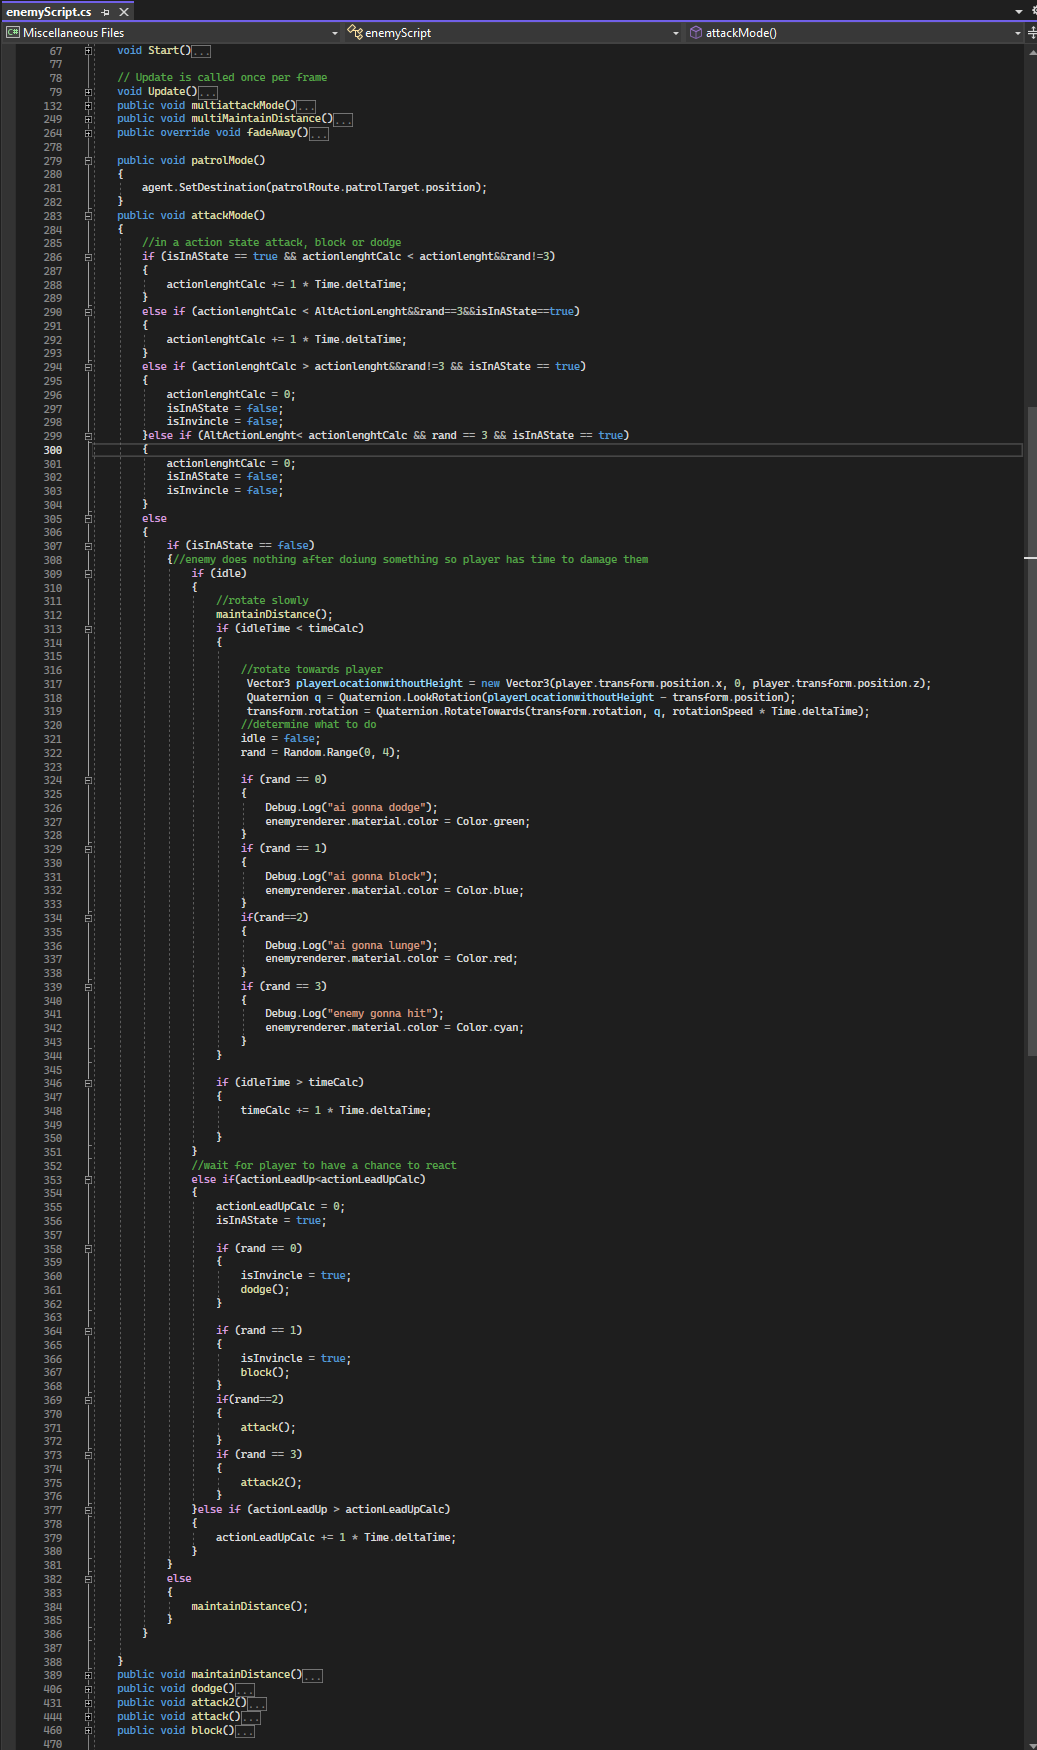 enemyScript.cs
Miscellaneous Files enemyScript attackMode()
67 void Start()...
77
78 // Update is called once per frame
79 void Update()...
132 public void multiattackMode()...
249 public void multiMaintainDistance()...
264 public override void fadeAway()...
278
279 public void patrolMode()
280 {
281 agent.SetDestination(patrolRoute.patrolTarget.position);
282 }
283 public void attackMode()
284 {
285 //in a action state attack, block or dodge
286 if (isInAState == true && actionlenghtCalc < actionlenght&&rand!=3)
287 {
288 actionlenghtCalc += 1 * Time.deltaTime;
289 }
290 else if (actionlenghtCalc < AltActionLenght&&rand==3&&isInAState==true)
291 {
292 actionlenghtCalc += 1 * Time.deltaTime;
293 }
294 else if (actionlenghtCalc > actionlenght&&rand!=3 && isInAState == true)
295 {
296 actionlenghtCalc = 0;
297 isInAState = false;
298 isInvincle = false;
299 }else if (AltActionLenght< actionlenghtCalc && rand == 3 && isInAState == true)
300 {
301 actionlenghtCalc = 0;
302 isInAState = false;
303 isInvincle = false;
304 }
305 else
306 {
307 if (isInAState == false)
308 {//enemy does nothing after doiung something so player has time to damage them
309 if (idle)
310 {
311 //rotate slowly
312 maintainDistance();
313 if (idleTime < timeCalc)
314 {
315
316 //rotate towards player
317 Vector3 playerLocationwithoutHeight = new Vector3(player.transform.position.x, 0, player.transform.position.z);
318 Quaternion q = Quaternion.LookRotation(playerLocationwithoutHeight - transform.position);
319 transform.rotation = Quaternion.RotateTowards(transform.rotation, q, rotationSpeed * Time.deltaTime);
320 //determine what to do
321 idle = false;
322 rand = Random.Range(0, 4);
323
324 if (rand == 0)
325 {
326 Debug.Log("ai gonna dodge");
327 enemyrenderer.material.color = Color.green;
328 }
329 if (rand == 1)
330 {
331 Debug.Log("ai gonna block");
332 enemyrenderer.material.color = Color.blue;
333 }
334 if(rand==2)
335 {
336 Debug.Log("ai gonna lunge");
337 enemyrenderer.material.color = Color.red;
338 }
339 if (rand == 3)
340 {
341 Debug.Log("enemy gonna hit");
342 enemyrenderer.material.color = Color.cyan;
343 }
344 }
345
346 if (idleTime > timeCalc)
347 {
348 timeCalc += 1 * Time.deltaTime;
349
350 }
351 }
352 //wait for player to have a chance to react
353 else if(actionLeadUp<actionLeadUpCalc)
354 {
355 actionLeadUpCalc = 0;
356 isInAState = true;
357
358 if (rand == 0)
359 {
360 isInvincle = true;
361 dodge();
362 }
363
364 if (rand == 1)
365 {
366 isInvincle = true;
367 block();
368 }
369 if(rand==2)
370 {
371 attack();
372 }
373 if (rand == 3)
374 {
375 attack2();
376 }
377 }else if (actionLeadUp > actionLeadUpCalc)
378 {
379 actionLeadUpCalc += 1 * Time.deltaTime;
380 }
381 }
382 else
383 {
384 maintainDistance();
385 }
386 }
387
388 }
389 public void maintainDistance()...
406 public void dodge()...
431 public void attack2()...
444 public void attack()...
460 public void block()...
470